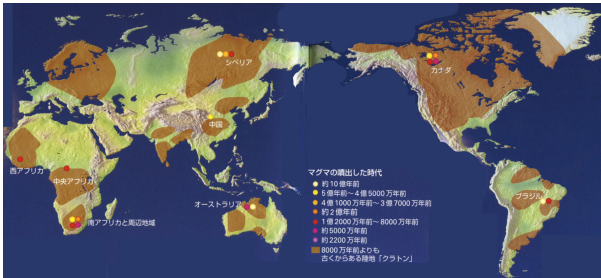 シベリア
カナダ
中国
西アフリカ
中央アフリカ
南アフリカと周辺地域
オーストラリア
ブラジル
マグマの噴出した時代
約10億年前
5億年前〜4億5000万年前
4億1000万年前〜3億7000万年前
約2億年前
1億2000万年前〜8000万年前
約5000万年前
約2200万年前
8000万年前よりも
古くからある陸地「クラトン」